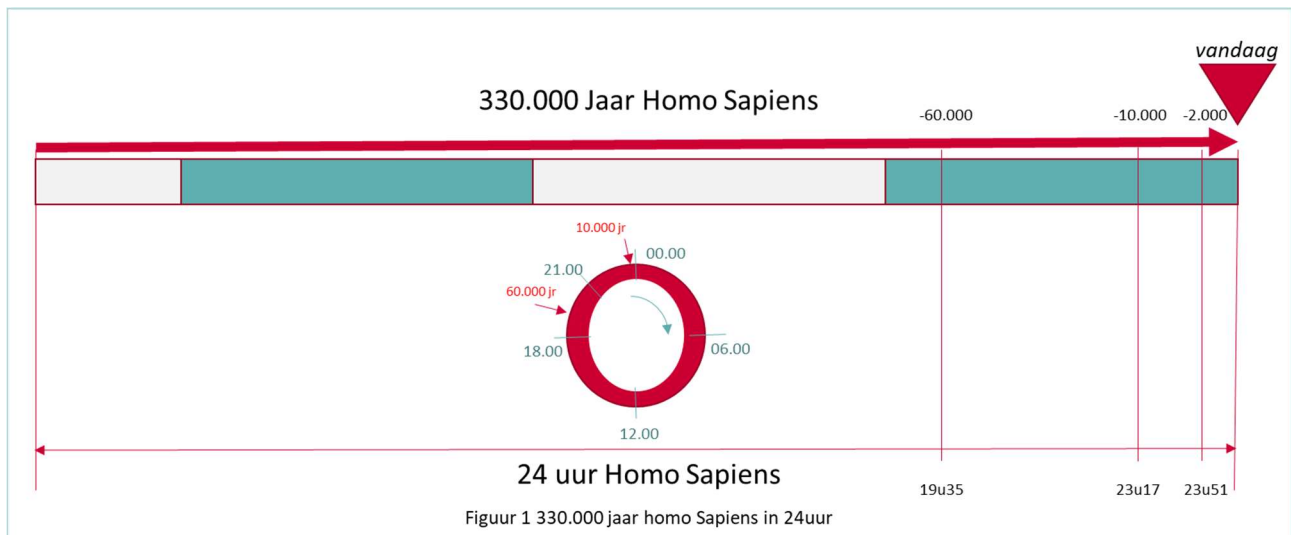 vandaag
330.000 Jaar Homo Sapiens
-60.000
-10.000
-2.000
10.000 jr
00.00
21.00
60.000 jr
18.00
06.00
12.00
24 uur Homo Sapiens
19u35
23u17
23u51
Figuur 1 330.000 jaar homo Sapiens in 24uur